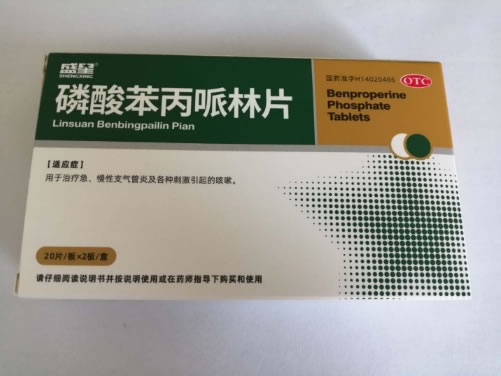 盛星
SHENGXING
国药准字H14020465
OTC
磷酸苯丙哌林片
Linsuan Benbingpailin Pian
Benproperine
Phosphate
Tablets
【适应症】
用于治疗急、慢性支气管炎及各种刺激引起的咳嗽。
20片/板×2板/盒
请仔细阅读说明书并按说明使用或在药师指导下购买和使用